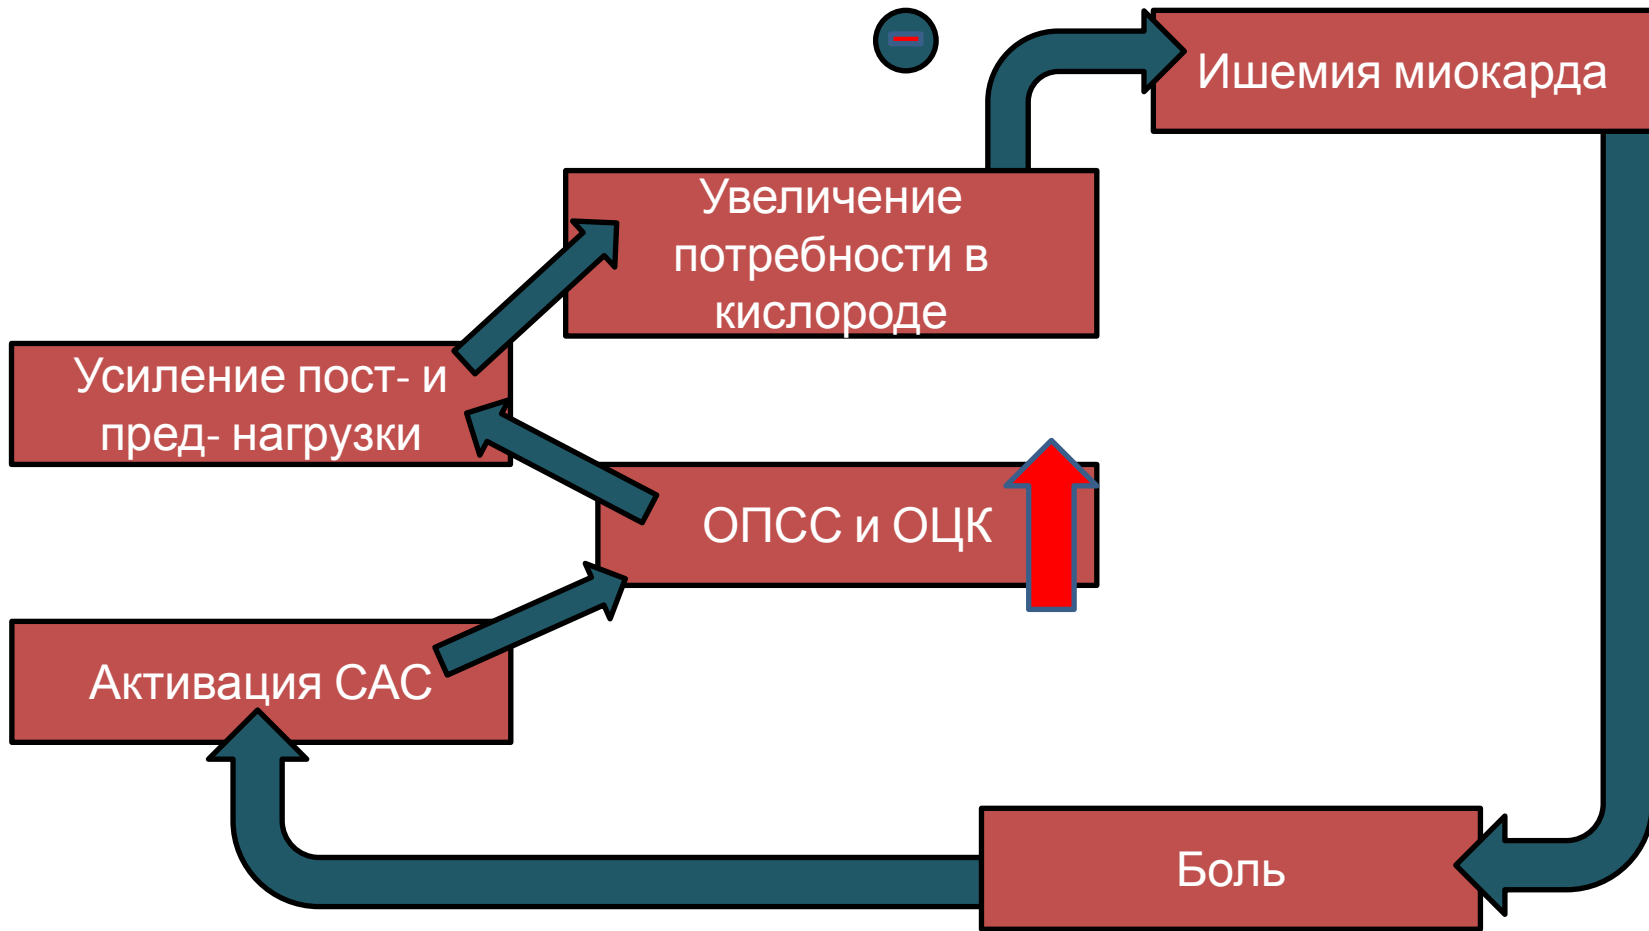 Ишемия миокарда
Увеличение
потребности в
кислороде
Усиление пост- и
пред- нагрузки
ОПСС и ОЦК
Активация САС
Боль